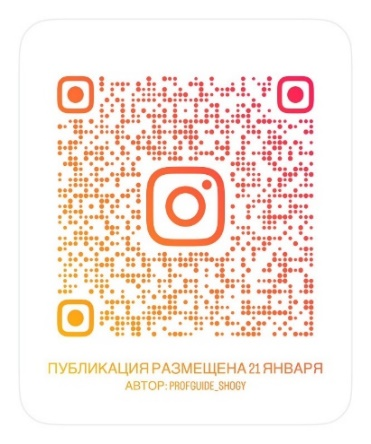 ПУБЛИКАЦИЯ РАЗМЕЩЕНА 21 ЯНВАРЯ
АВТОР: PROFGUIDE_SHOGY